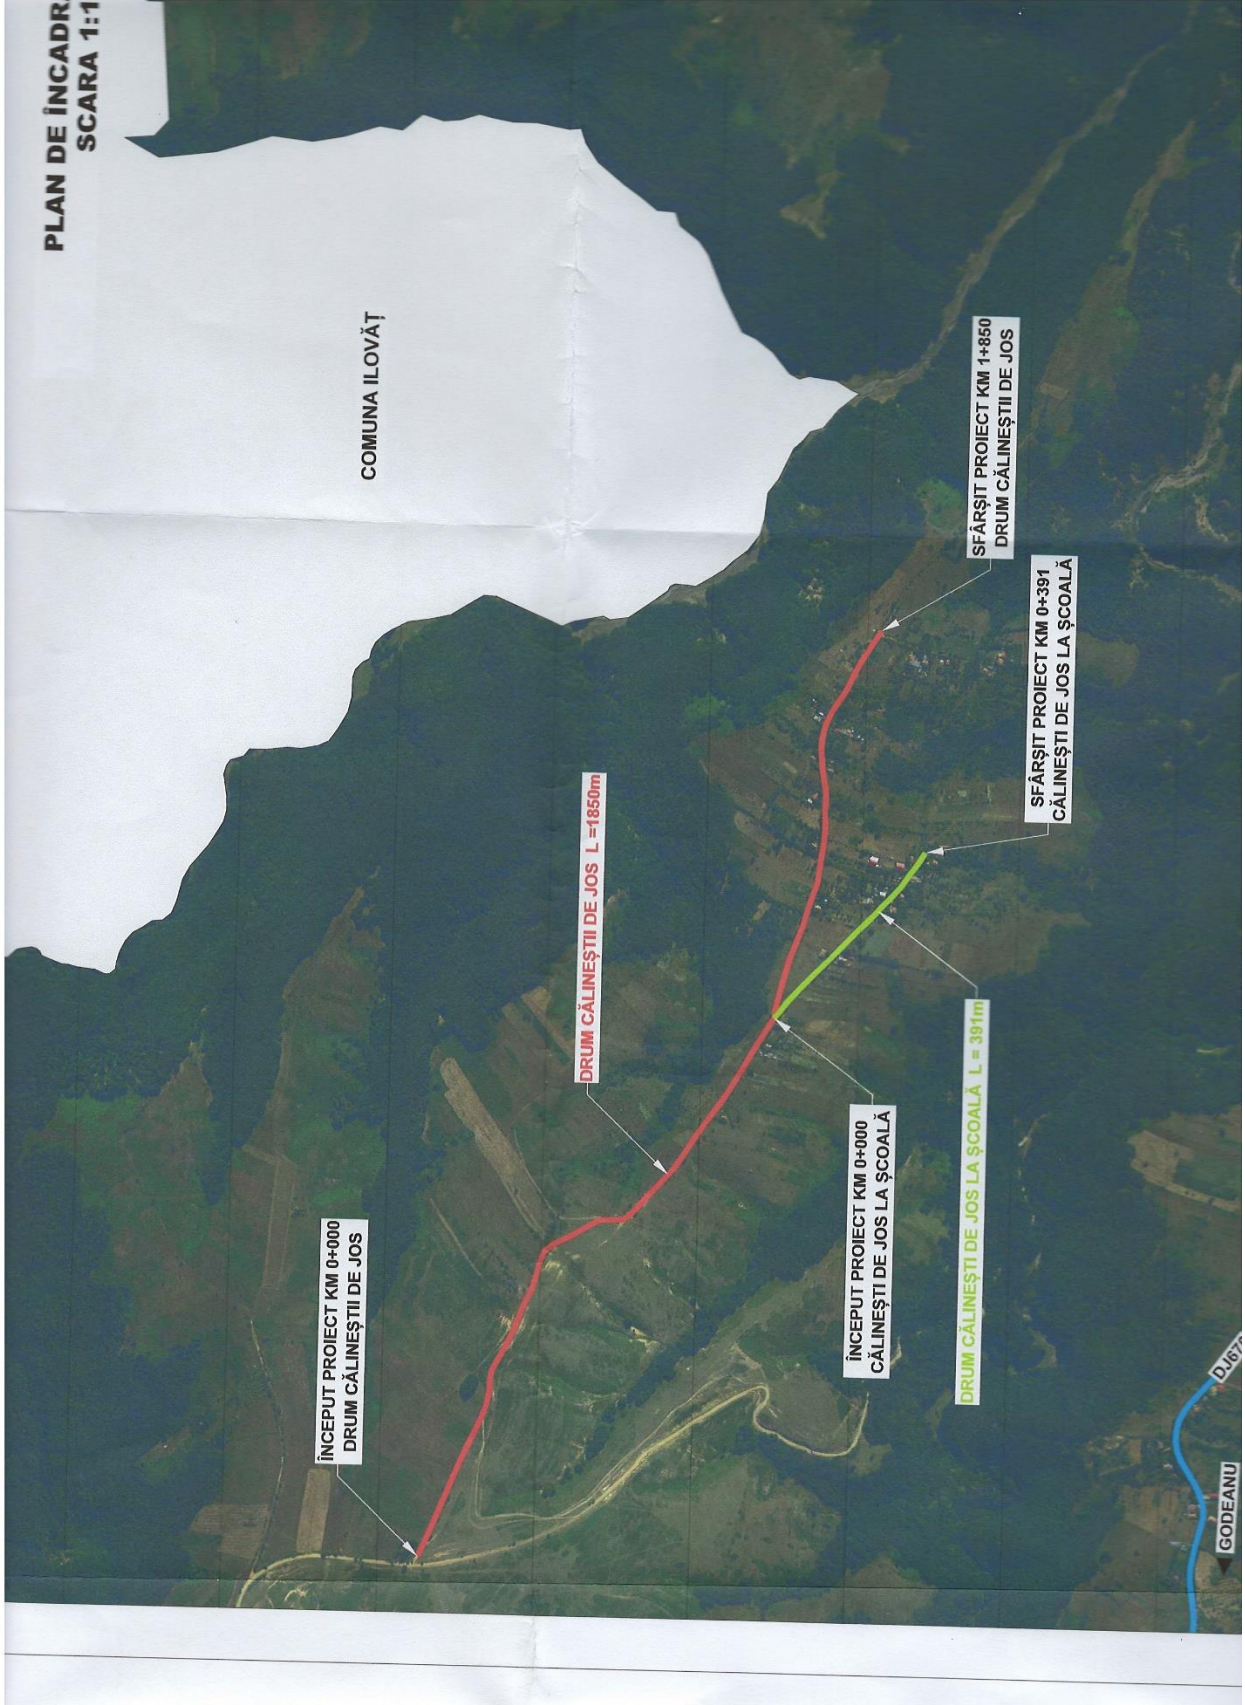 PLAN DE ÎNCADR
SCARA 1:1
COMUNA ILOVĂȚ
ÎNCEPUT PROIECT KM 0+000
DRUM CĂLINEȘTII DE JOS
DRUM CĂLINEȘTII DE JOS L =1850m
SFÂRȘIT PROIECT KM 1+850
DRUM CĂLINEȘTII DE JOS
SFÂRȘIT PROIECT KM 0+391
CĂLINEȘTI DE JOS LA ȘCOALĂ
ÎNCEPUT PROIECT KM 0+000
CĂLINEȘTI DE JOS LA ȘCOALĂ
DRUM CĂLINEȘTI DE JOS LA ȘCOALĂ L = 391m
DJ67
GODEANU